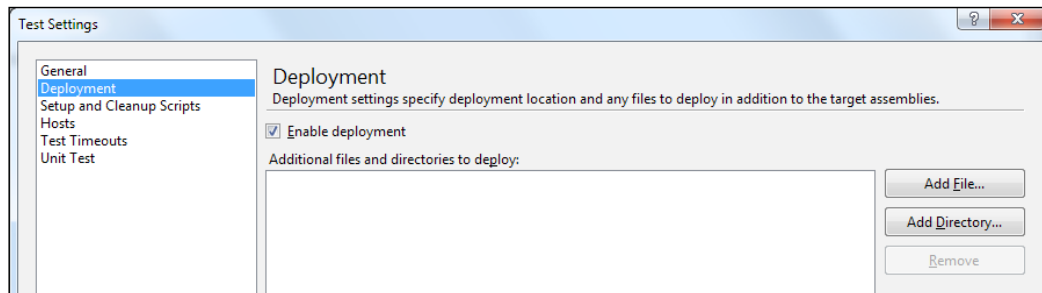 Test Settings
General
Deployment
Setup and Cleanup Scripts
Hosts
Test Timeouts
Unit Test
Deployment
Deployment settings specify deployment location and any files to deploy in addition to the target assemblies.
Enable deployment
Additional files and directories to deploy:
Add File...
Add Directory...
Remove